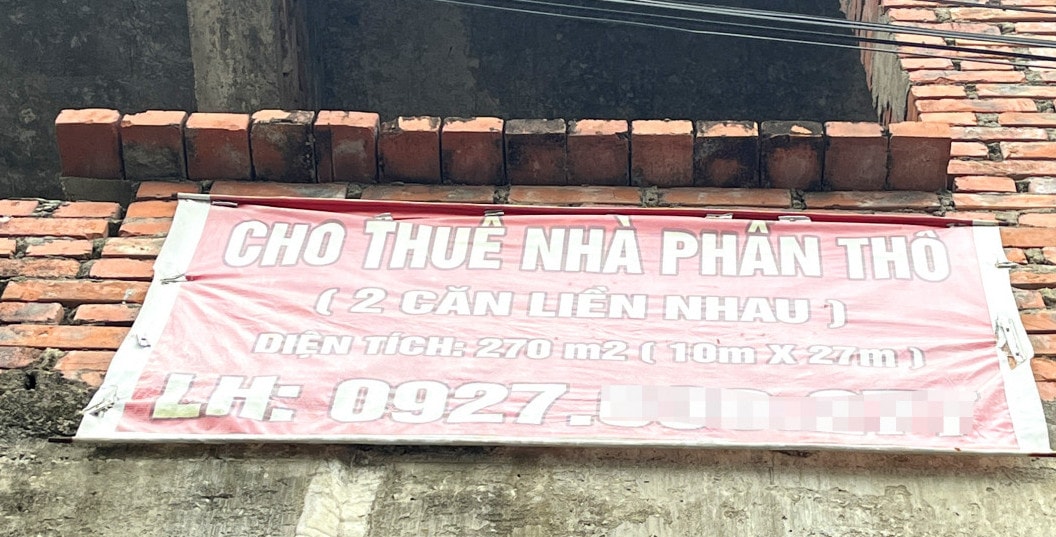 CHO THUÊ NHÀ PHẦN THÔ
( 2 CĂN LIỀN NHAU )
DIỆN TÍCH: 270 m2 ( 10m X 27m )
LH: 0927.